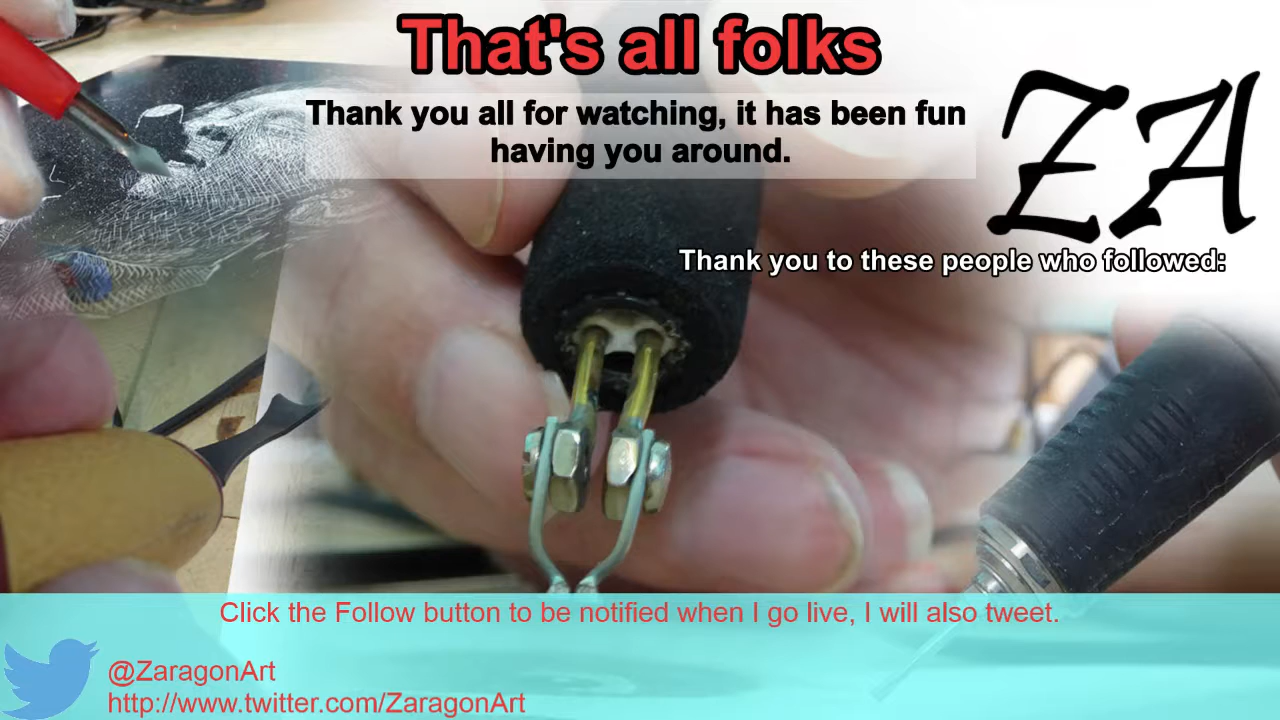 That's all folks
Thank you all for watching, it has been fun
having you around.
ZA
Thank you to these people who followed:
Click the Follow button to be notified when I go live, I will also tweet.
@ZaragonArt
http://www.twitter.com/ZaragonArt